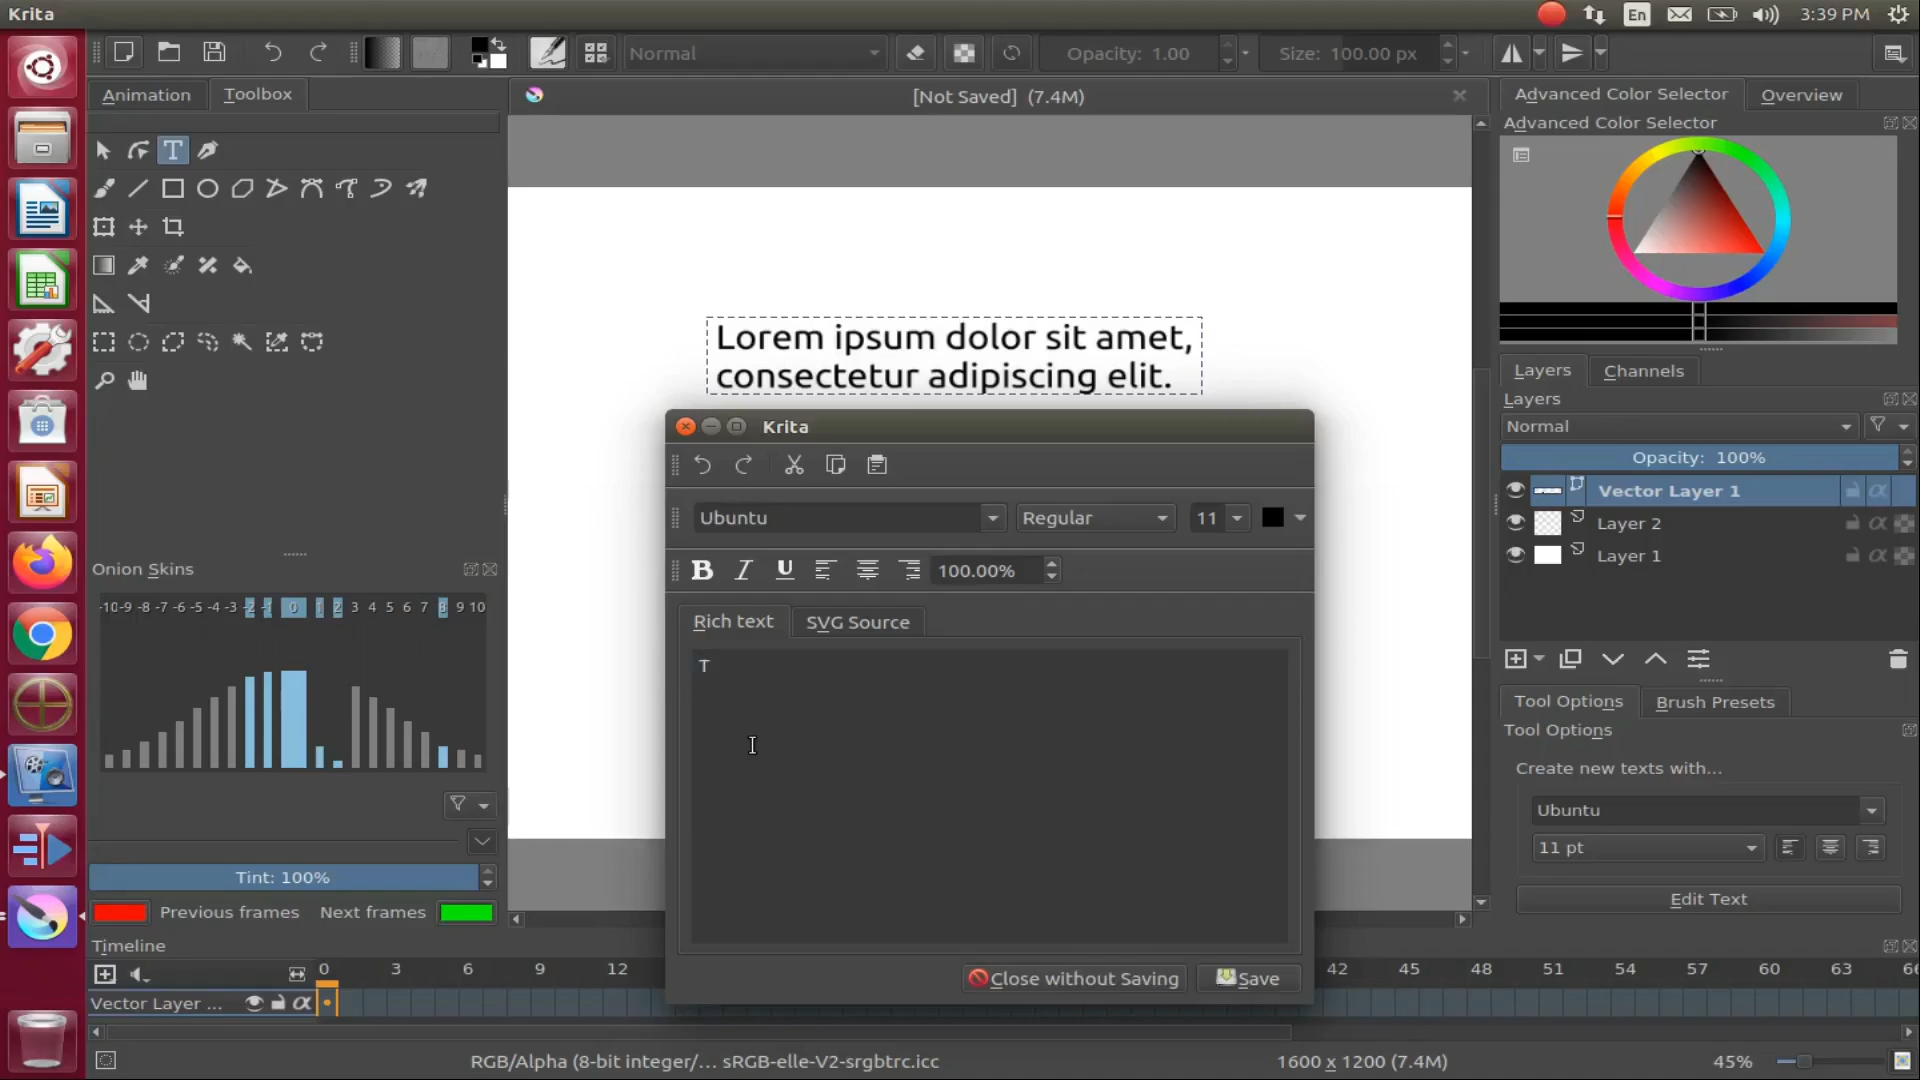 Krita
En
3:39 PM
Normal
Opacity: 1.00
Size: 100.00 px
Animation
Toolbox
[Not Saved] (7.4M)
Advanced Color Selector
Overview
Advanced Color Selector
Lorem ipsum dolor sit amet,
consectetur adipiscing elit.
Layers
Channels
Layers
Normal
Opacity: 100%
Vector Layer 1
Layer 2
Layer 1
Krita
Ubuntu
Regular
11
B I U
100.00%
Rich text
SVG Source
T
Close without Saving
Save
Onion Skins
-10 -9 -8 -7 -6 -5 -4 -3 -2 -1 0 1 2 3 4 5 6 7 8 9 10
Tint: 100%
Previous frames
Next frames
Tool Options
Brush Presets
Tool Options
Create new texts with...
Ubuntu
11 pt
Edit Text
Timeline
0 3 6 9 12 42 45 48 51 54 57 60 63 66
Vector Layer ...
RGB/Alpha (8-bit integer/... sRGB-elle-V2-srgbtrc.icc
1600 x 1200 (7.4M)
45%